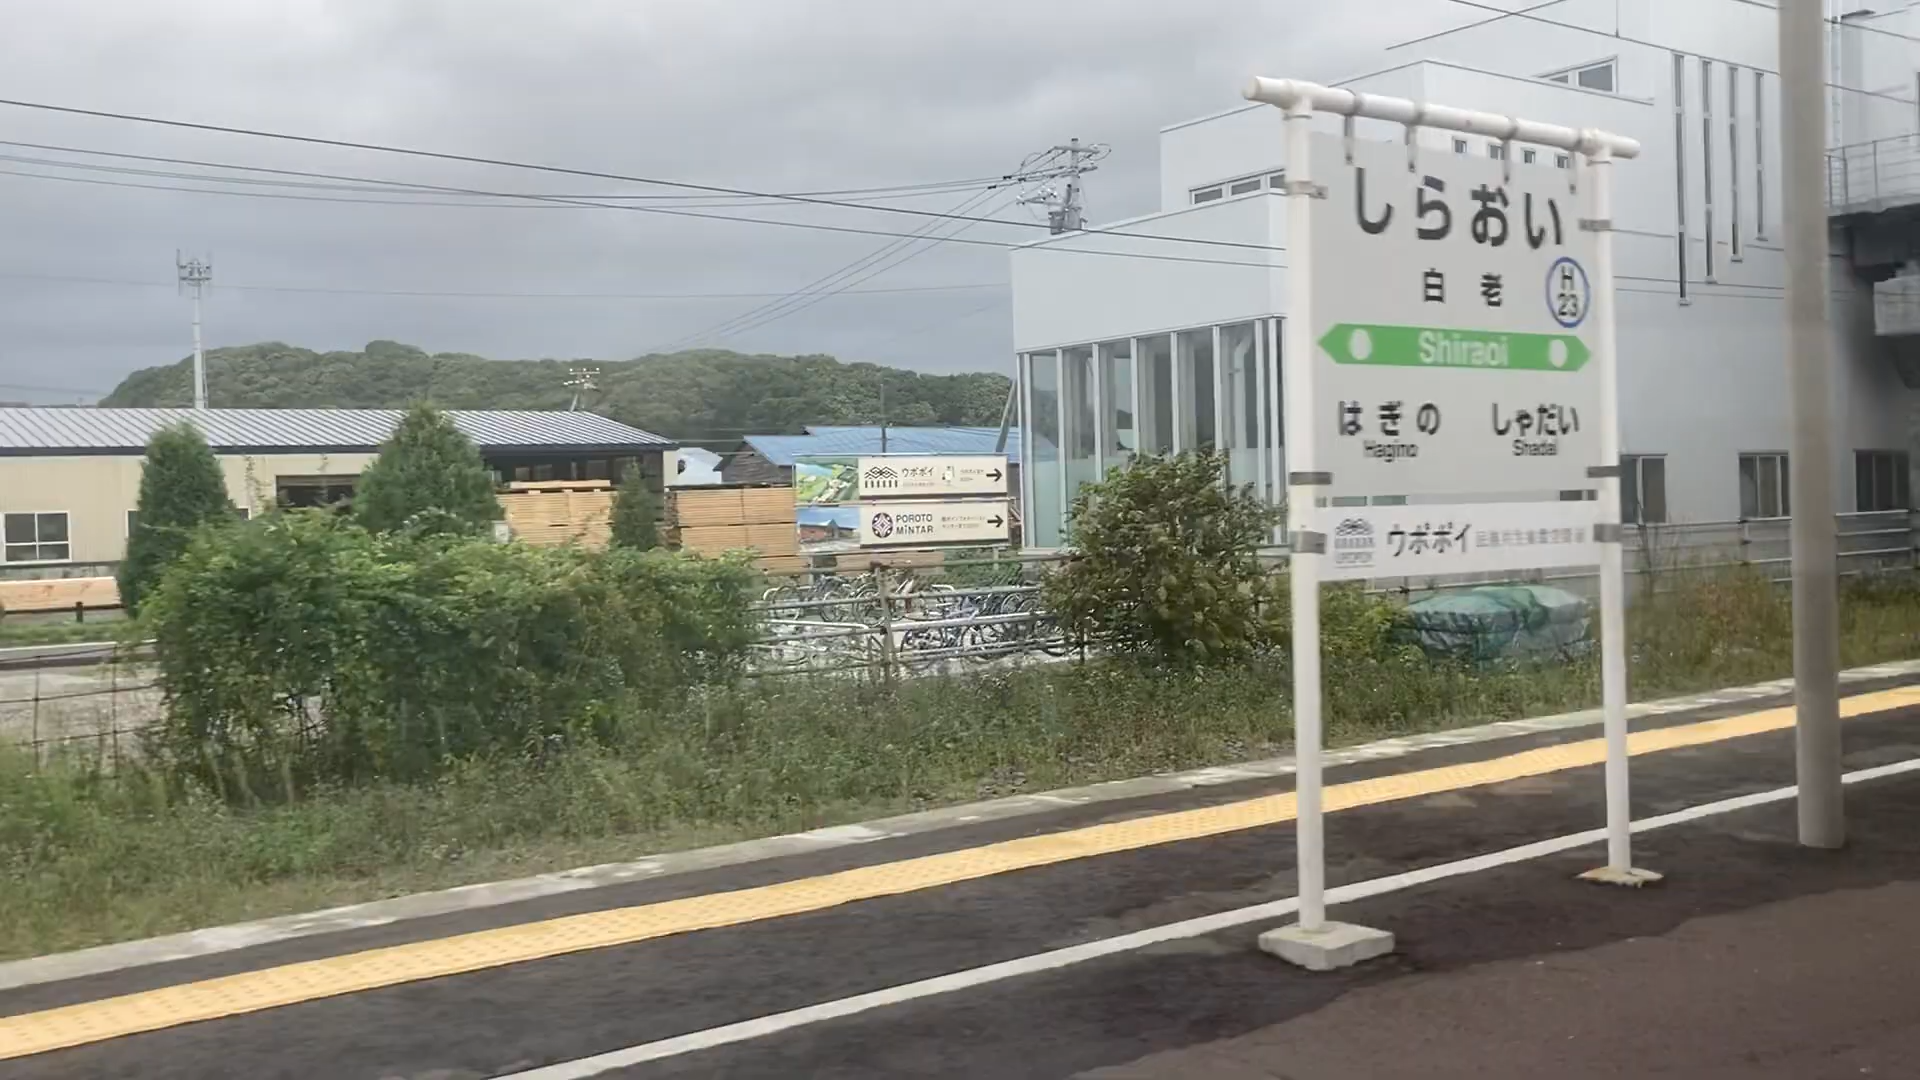 しらおい
白老
H
23
Shiraoi
はぎの
Hagino
しゃだい
Shadai
ウポポイ
ウポポイ
POROTO
MINTAR